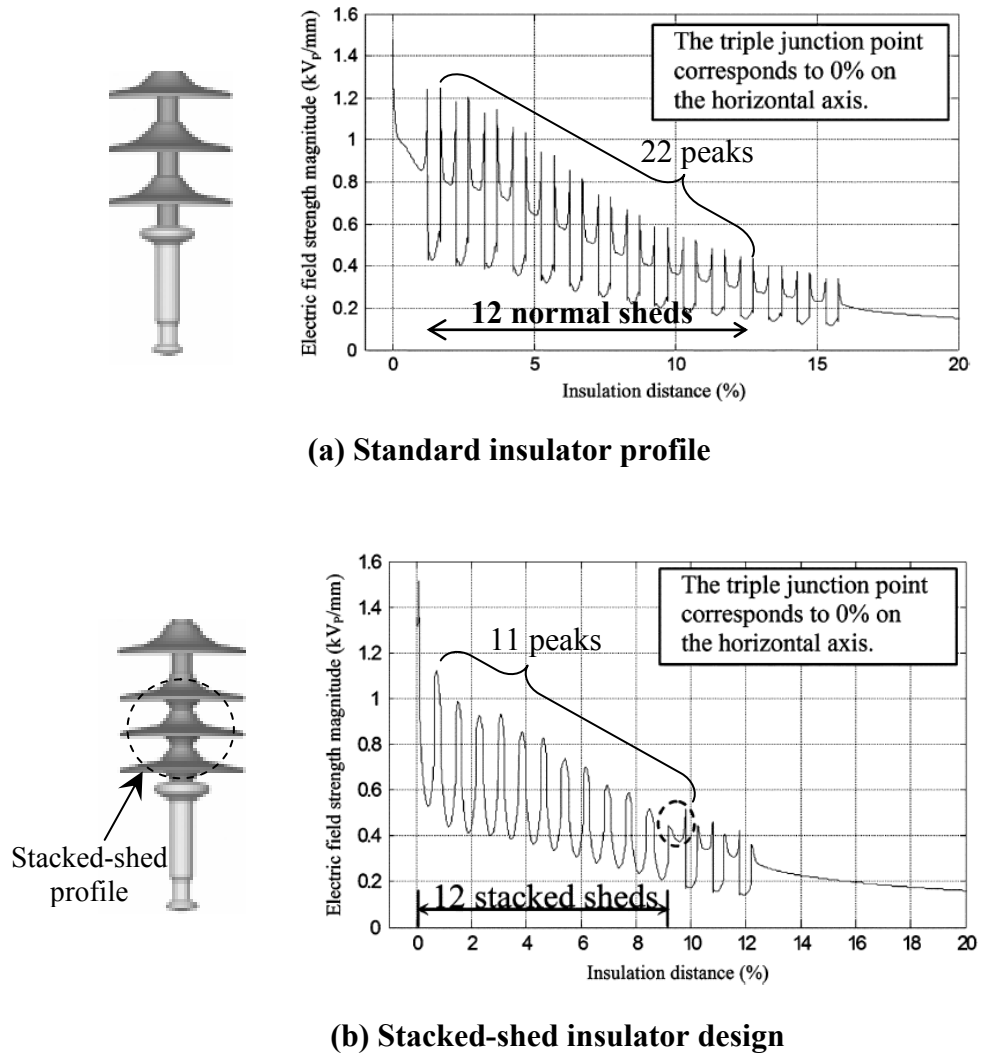 Electric field strength magnitude (kVₚ/mm)
1.6
1.4
1.2
1
0.8
0.6
0.4
0.2
0
The triple junction point
corresponds to 0% on
the horizontal axis.
22 peaks
12 normal sheds
0
5
10
15
20
Insulation distance (%)
(a) Standard insulator profile
Electric field strength magnitude (kVₚ/mm)
1.6
1.4
1.2
1
0.8
0.6
0.4
0.2
0
The triple junction point
corresponds to 0% on
the horizontal axis.
11 peaks
Stacked-shed
profile
12 stacked sheds
0 2 4 6 8 10 12 14 16 18 20
Insulation distance (%)
(b) Stacked-shed insulator design